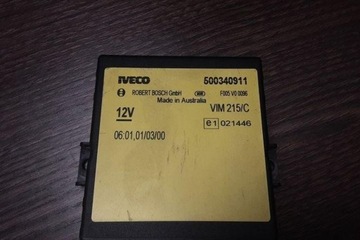 IVECO 500340911
ROBERT BOSCH GmbH F005 V0 0086
Made in Australia
12V VIM 215/C
e1 021446
06.01,01/03/00